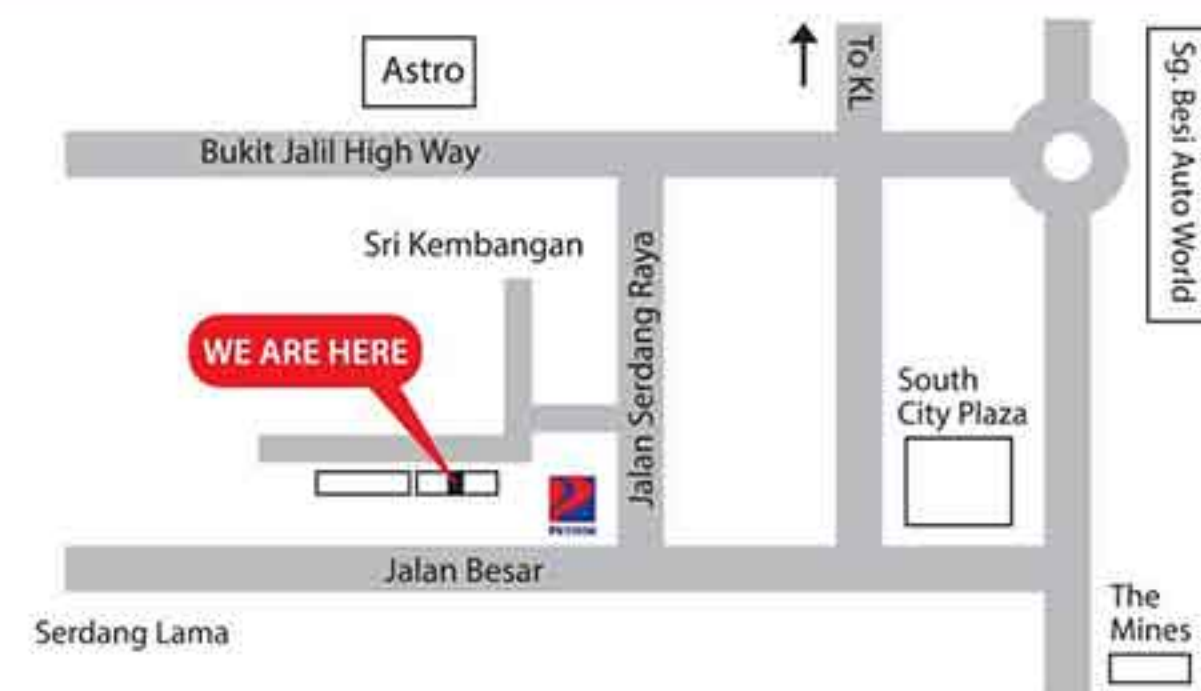 Astro
To KL
Sg. Besi Auto World
Bukit Jalil High Way
Sri Kembangan
WE ARE HERE
Jalan Serdang Raya
South
City Plaza
PETRON
Jalan Besar
Serdang Lama
The
Mines